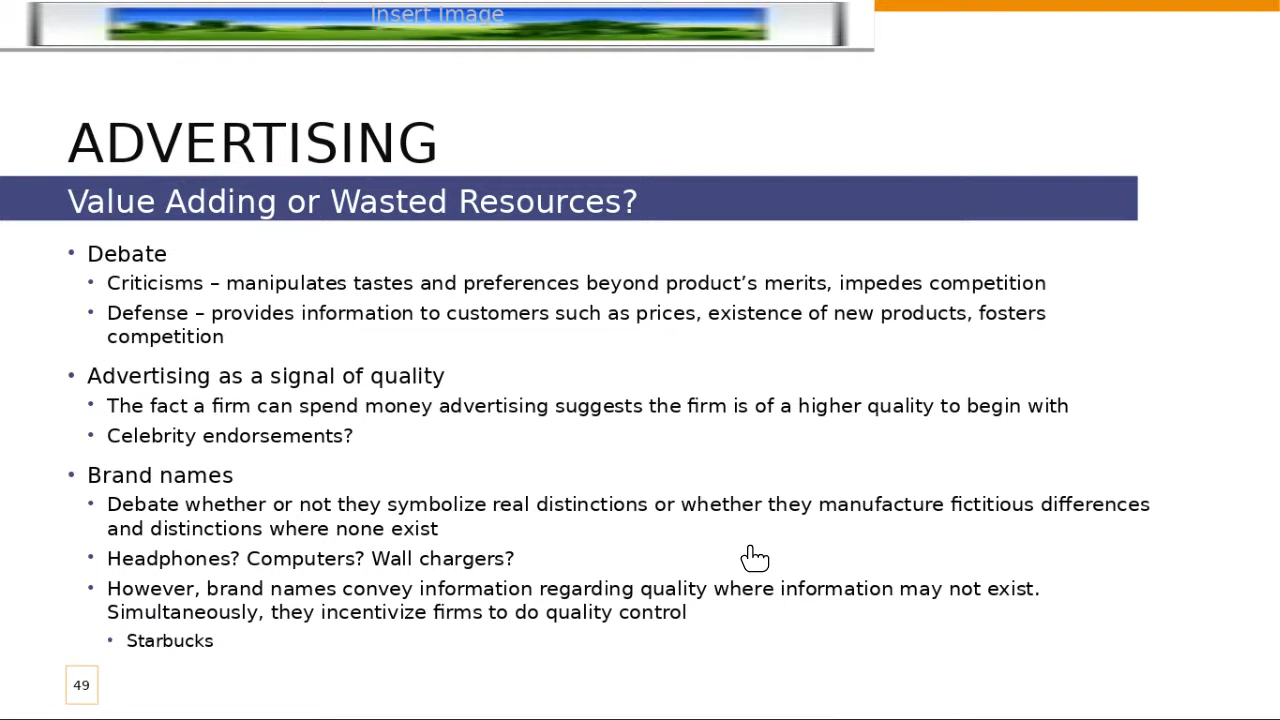 Insert Image
ADVERTISING
Value Adding or Wasted Resources?
• Debate
• Criticisms – manipulates tastes and preferences beyond product’s merits, impedes competition
• Defense – provides information to customers such as prices, existence of new products, fosters
competition
• Advertising as a signal of quality
• The fact a firm can spend money advertising suggests the firm is of a higher quality to begin with
• Celebrity endorsements?
• Brand names
• Debate whether or not they symbolize real distinctions or whether they manufacture fictitious differences
and distinctions where none exist
• Headphones? Computers? Wall chargers?
• However, brand names convey information regarding quality where information may not exist.
Simultaneously, they incentivize firms to do quality control
• Starbucks
49